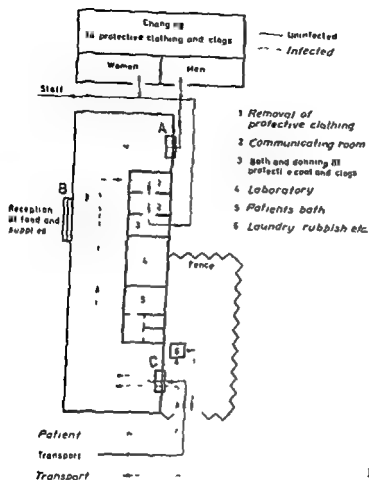 Changing
in protective clothing and clogs
Women
Men
Uninfected
Infected
Staff
A
1 Removal of
protective clothing
2 Communicating room
3 Bath and donning of
protective coat and clogs
4 Laboratory
5 Patients bath
6 Laundry rubbish etc.
B
Reception
of food and
supplies
1
2
3
4
5
Fence
6
C
Patient
Transport
Transport